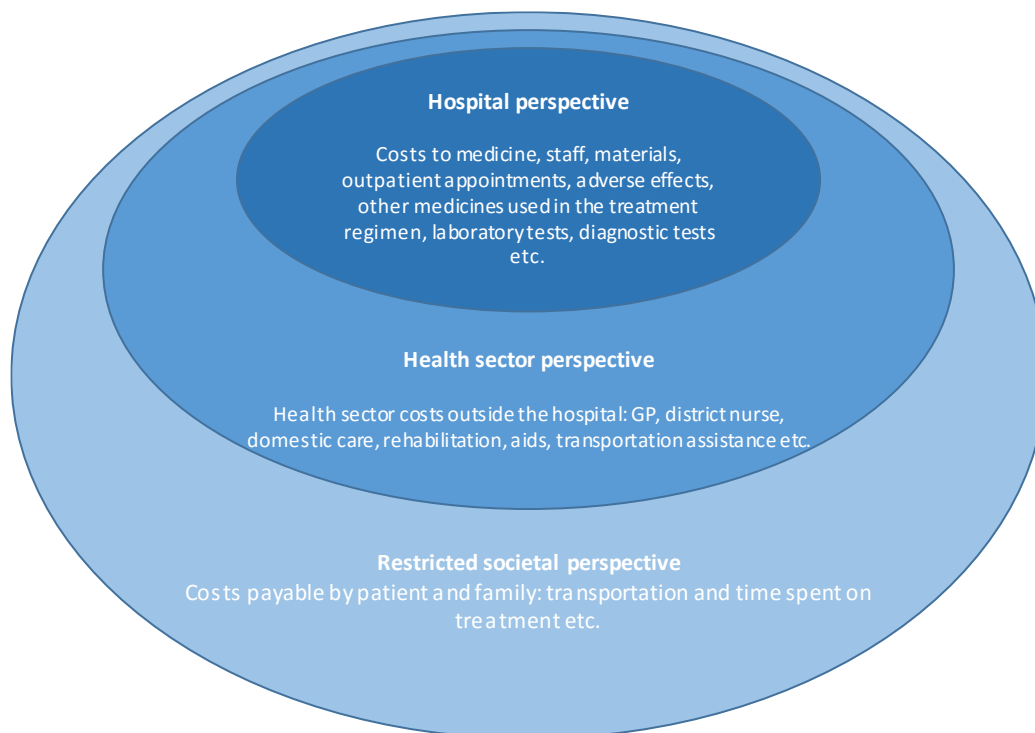 Hospital perspective
Costs to medicine, staff, materials,
outpatient appointments, adverse effects,
other medicines used in the treatment
regimen, laboratory tests, diagnostic tests
etc.
Health sector perspective
Health sector costs outside the hospital: GP, district nurse,
domestic care, rehabilitation, aids, transportation assistance etc.
Restricted societal perspective
Costs payable by patient and family: transportation and time spent on
treatment etc.